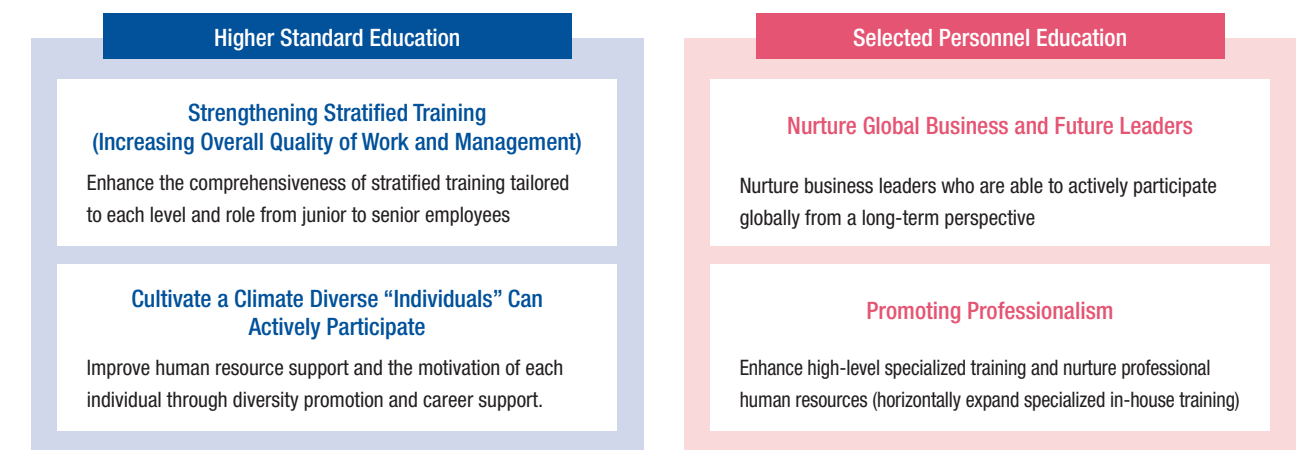 Higher Standard Education
Strengthening Stratified Training
(Increasing Overall Quality of Work and Management)
Enhance the comprehensiveness of stratified training tailored
to each level and role from junior to senior employees
Cultivate a Climate Diverse “Individuals” Can
Actively Participate
Improve human resource support and the motivation of each
individual through diversity promotion and career support.
Selected Personnel Education
Nurture Global Business and Future Leaders
Nurture business leaders who are able to actively participate
globally from a long-term perspective
Promoting Professionalism
Enhance high-level specialized training and nurture professional
human resources (horizontally expand specialized in-house training)